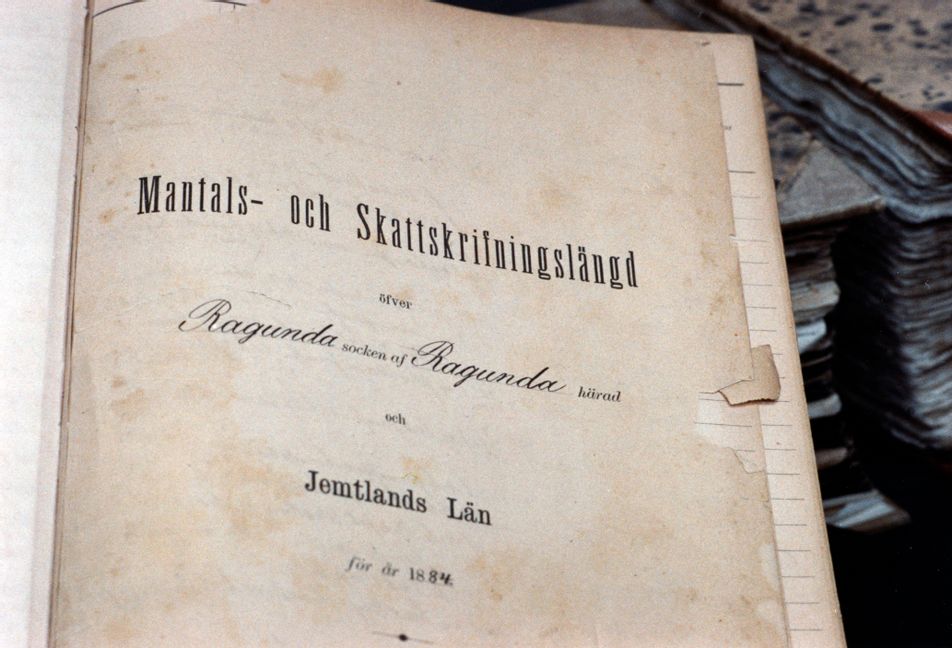 Mantals- och Skattskrifningslängd
öfver
Ragunda socken af Ragunda härad
och
Jemtlands Län
för år 1884.